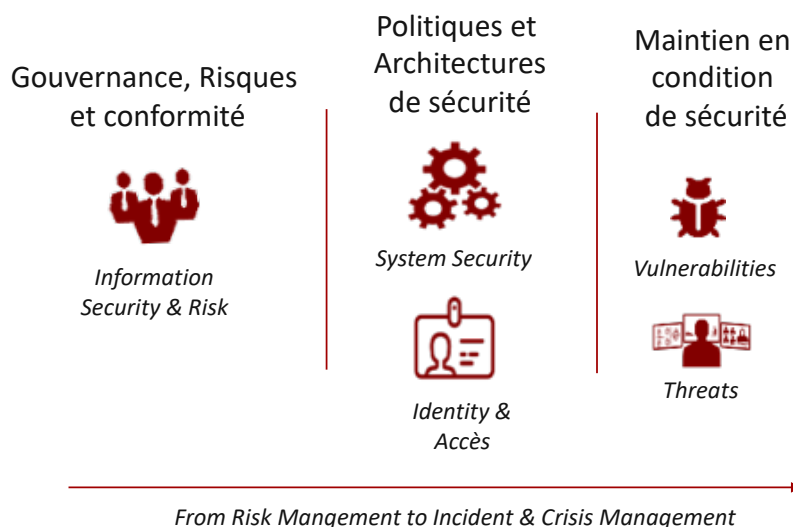 Gouvernance, Risques
et conformité
Information
Security & Risk
Politiques et
Architectures
de sécurité
System Security
Identity &
Accès
Maintien en
condition
de sécurité
Vulnerabilities
Threats
From Risk Mangement to Incident & Crisis Management